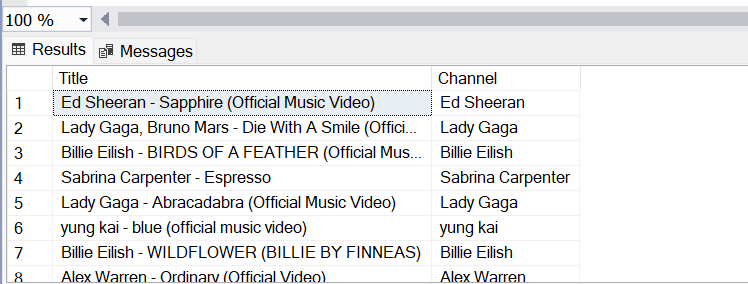 100 %
Results Messages
Title Channel
1 Ed Sheeran - Sapphire (Official Music Video) Ed Sheeran
2 Lady Gaga, Bruno Mars - Die With A Smile (Offici... Lady Gaga
3 Billie Eilish - BIRDS OF A FEATHER (Official Mus... Billie Eilish
4 Sabrina Carpenter - Espresso Sabrina Carpenter
5 Lady Gaga - Abracadabra (Official Music Video) Lady Gaga
6 yung kai - blue (official music video) yung kai
7 Billie Eilish - WILDFLOWER (BILLIE BY FINNEAS) Billie Eilish
8 Alex Warren - Ordinary (Official Video) Alex Warren